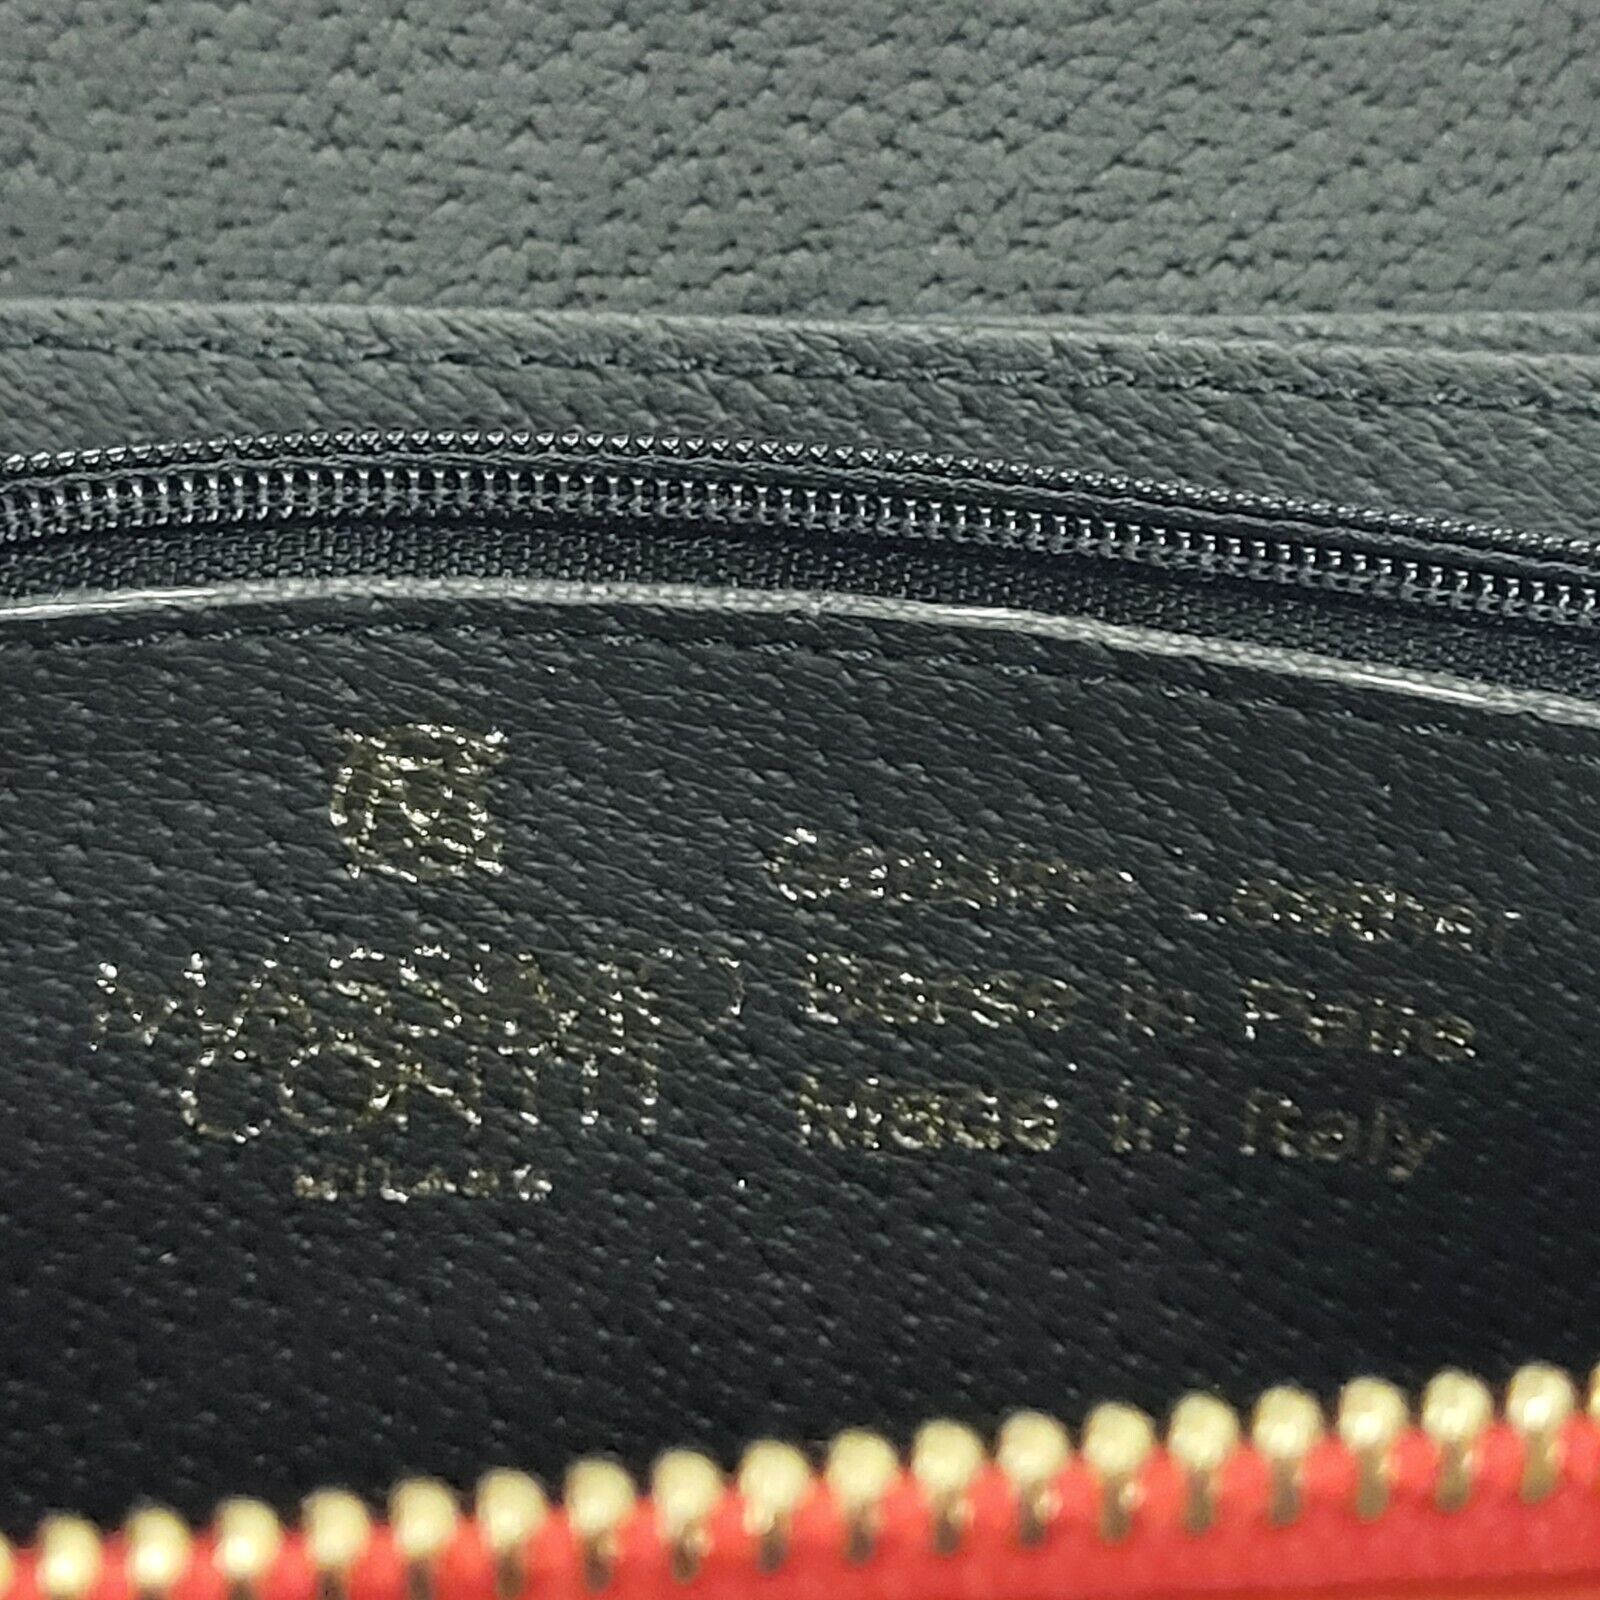 MASSIMO
CONTI
MILANO
Genuine Leather
Borse in Pelle
Made in Italy